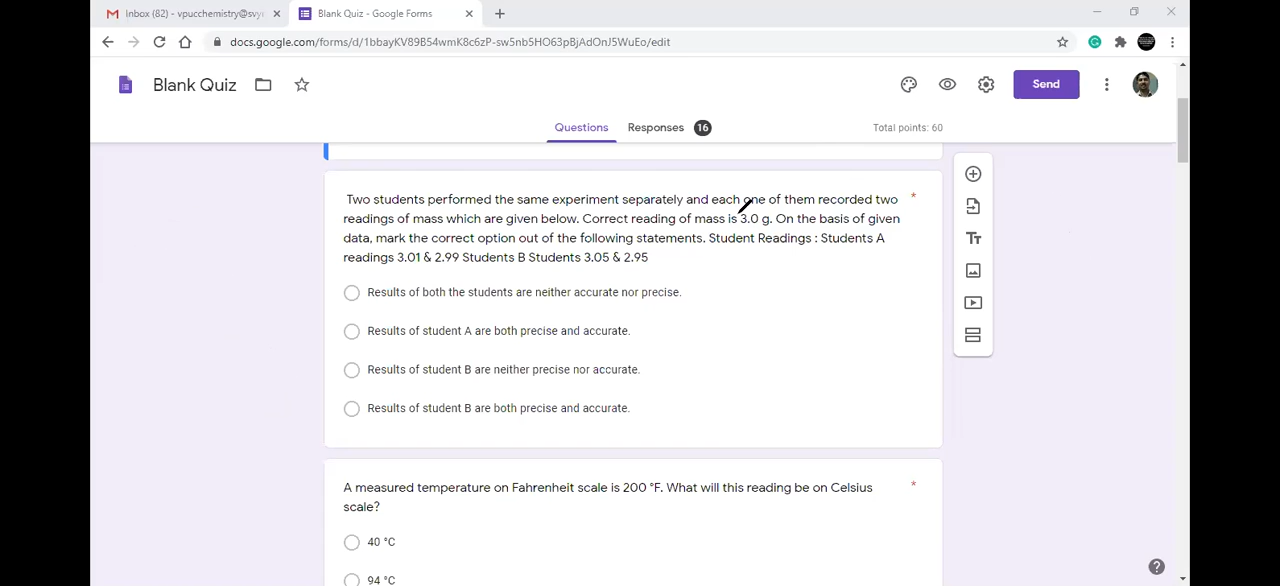 Inbox (82) - vpucchemistry@svy
Blank Quiz - Google Forms
docs.google.com/forms/d/1bbayKV89B54wmK8c6zP-sw5nb5HO63pBjAdOnJ5WuEo/edit
Blank Quiz
Send
Questions
Responses 16
Total points: 60
Two students performed the same experiment separately and each one of them recorded two *
readings of mass which are given below. Correct reading of mass is 3.0 g. On the basis of given
data, mark the correct option out of the following statements. Student Readings : Students A
readings 3.01 & 2.99 Students B Students 3.05 & 2.95
Results of both the students are neither accurate nor precise.
Results of student A are both precise and accurate.
Results of student B are neither precise nor accurate.
Results of student B are both precise and accurate.
A measured temperature on Fahrenheit scale is 200 °F. What will this reading be on Celsius *
scale?
40 °C
94 °C